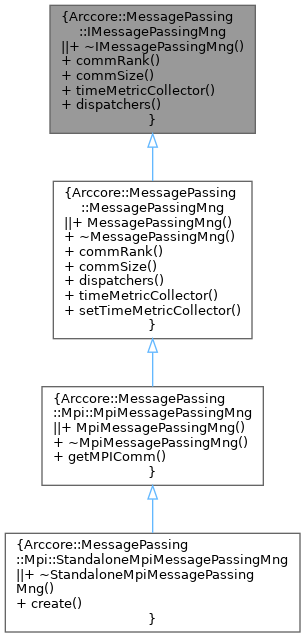 {Arccore::MessagePassing
::IMessagePassingMng
||+ ~IMessagePassingMng()
+ commRank()
+ commSize()
+ timeMetricCollector()
+ dispatchers()
}
{Arccore::MessagePassing
::MessagePassingMng
||+ MessagePassingMng()
+ ~MessagePassingMng()
+ commRank()
+ commSize()
+ dispatchers()
+ timeMetricCollector()
+ setTimeMetricCollector()
}
{Arccore::MessagePassing
::Mpi::MpiMessagePassingMng
||+ MpiMessagePassingMng()
+ ~MpiMessagePassingMng()
+ getMPIComm()
}
{Arccore::MessagePassing
::Mpi::StandaloneMpiMessagePassingMng
||+ ~StandaloneMpiMessagePassing
Mng()
+ create()
}